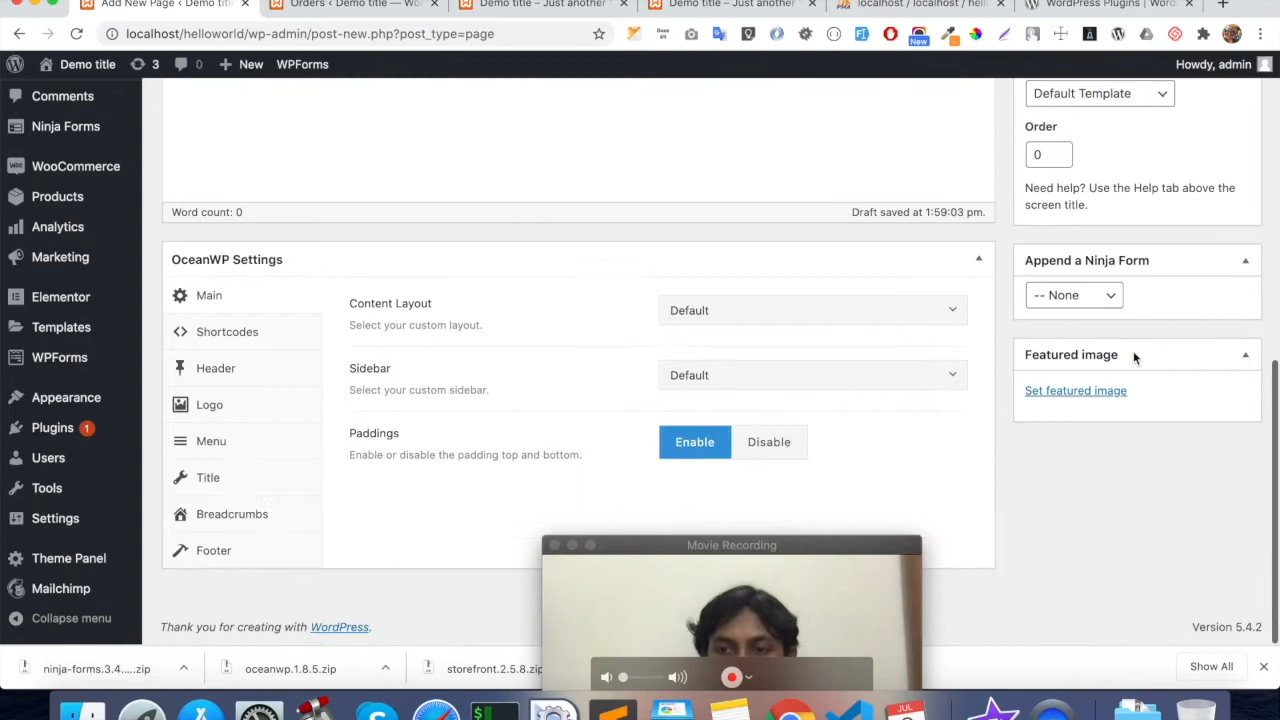 Add New Page ‹ Demo title
Orders ‹ Demo title — Wo
Demo title – Just another
Demo title – Just another
localhost / localhost / hell
WordPress Plugins | Word
localhost/helloworld/wp-admin/post-new.php?post_type=page
New
Demo title
3
0
New
WPForms
Howdy, admin
Comments
Ninja Forms
WooCommerce
Products
Analytics
Marketing
Elementor
Templates
WPForms
Appearance
Plugins 1
Users
Tools
Settings
Theme Panel
Mailchimp
Collapse menu
Word count: 0
Draft saved at 1:59:03 pm.
OceanWP Settings
Main
Shortcodes
Header
Logo
Menu
Title
Breadcrumbs
Footer
Content Layout
Select your custom layout.
Default
Sidebar
Select your custom sidebar.
Default
Paddings
Enable or disable the padding top and bottom.
Enable
Disable
Default Template
Order
0
Need help? Use the Help tab above the
screen title.
Append a Ninja Form
-- None
Featured image
Set featured image
Movie Recording
Thank you for creating with WordPress.
Version 5.4.2
ninja-forms.3.4....zip
oceanwp.1.8.5.zip
storefront.2.5.8.zip
Show All
JUL